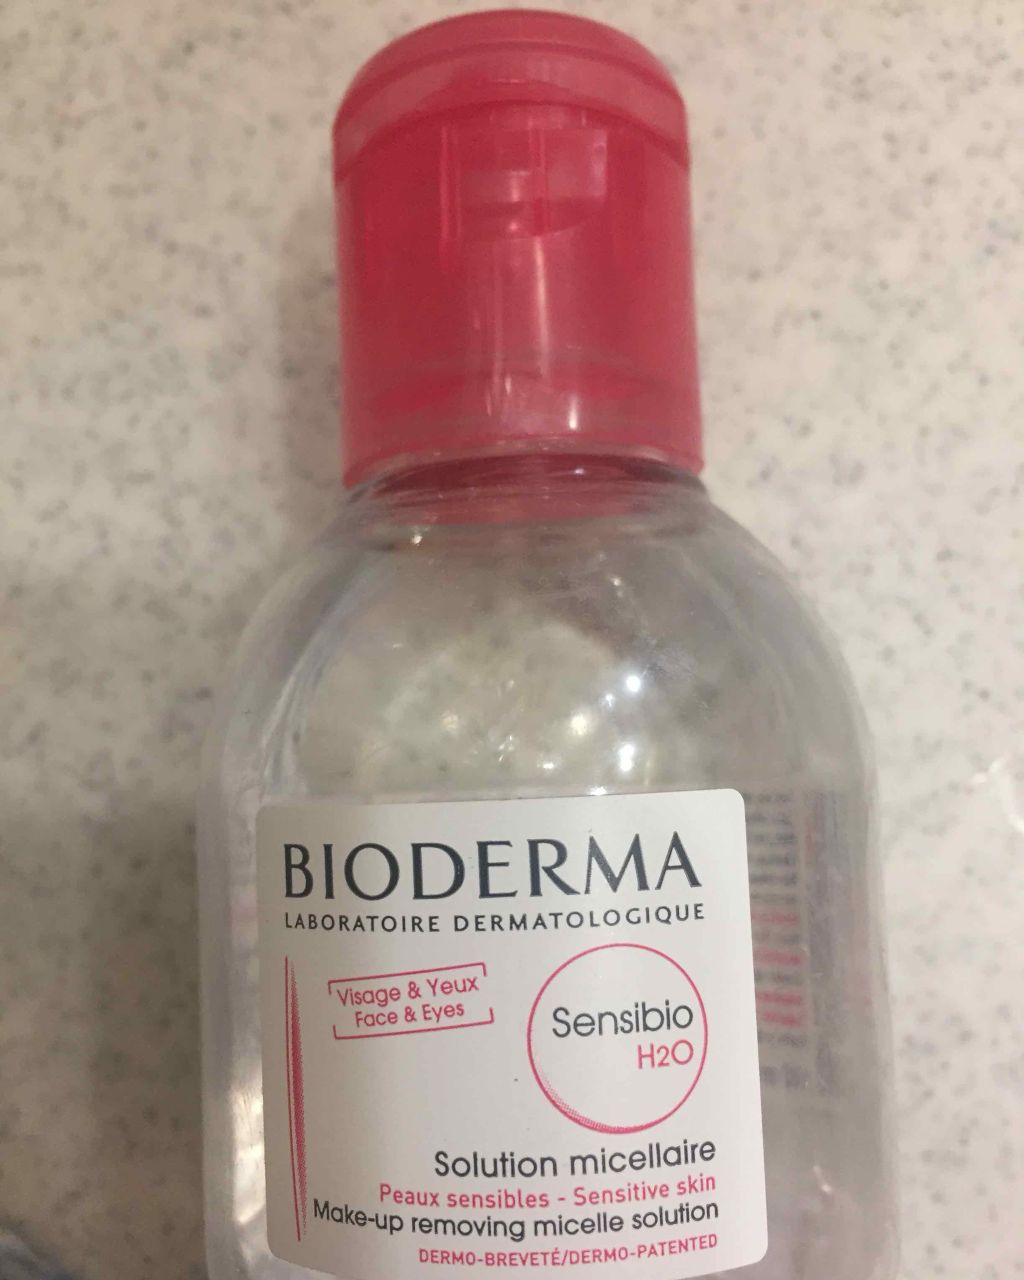 BIODERMA
LABORATOIRE DERMATOLOGIQUE
Visage & Yeux
Face & Eyes
Sensibio
H2O
Solution micellaire
Peaux sensibles - Sensitive skin
Make-up removing micelle solution
DERMO-BREVETÉ/DERMO-PATENTED